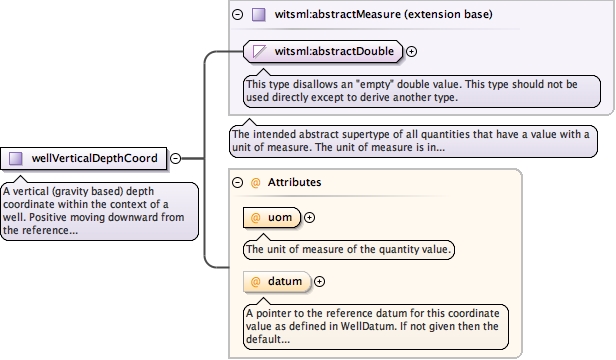 witsml:abstractMeasure (extension base)
witsml:abstractDouble
This type disallows an "empty" double value. This type should not be
used directly except to derive another type.
The intended abstract supertype of all quantities that have a value with a
unit of measure. The unit of measure is in...
wellVerticalDepthCoord
A vertical (gravity based) depth
coordinate within the context of a
well. Positive moving downward from
the reference...
@ Attributes
@ uom
The unit of measure of the quantity value.
@ datum
A pointer to the reference datum for this coordinate
value as defined in WellDatum. If not given then the
default...